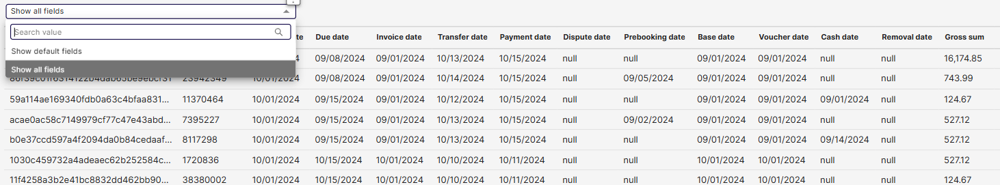 Show all fields
Search value
Show default fields
Show all fields
te Due date Invoice date Transfer date Payment date Dispute date Prebooking date Base date Voucher date Cash date Removal date Gross sum
4 09/08/2024 09/01/2024 10/13/2024 10/15/2024 null null 09/01/2024 09/01/2024 null null 16,174.85
86f39c01ff6314122b4dab65be9ebcf31 23942349 10/01/2024 09/08/2024 09/01/2024 10/14/2024 10/15/2024 null 09/05/2024 09/01/2024 09/01/2024 null null 743.99
59a114ae169340fdb0a63c4bfaa831... 11370464 10/01/2024 09/15/2024 09/01/2024 10/12/2024 10/15/2024 null null 09/01/2024 09/01/2024 09/01/2024 null 124.67
acae0ac58c7149979cf77c47e43abd... 7395227 10/01/2024 09/15/2024 09/01/2024 10/13/2024 10/15/2024 null 09/02/2024 09/01/2024 09/01/2024 null null 527.12
b0e37ccd597a4f2094da0b84cedaaf... 8117298 10/01/2024 09/15/2024 09/01/2024 10/13/2024 10/15/2024 null null 09/01/2024 09/01/2024 09/14/2024 null 527.12
1030c459732a4adeaec62b252584c... 1720836 10/01/2024 10/15/2024 10/01/2024 10/10/2024 10/11/2024 null null 10/01/2024 10/01/2024 null null 527.12
11f4258a3b2e41bc8832dd462bb90... 38380002 10/01/2024 10/15/2024 10/01/2024 10/10/2024 10/11/2024 null null 10/01/2024 10/01/2024 null null 124.67